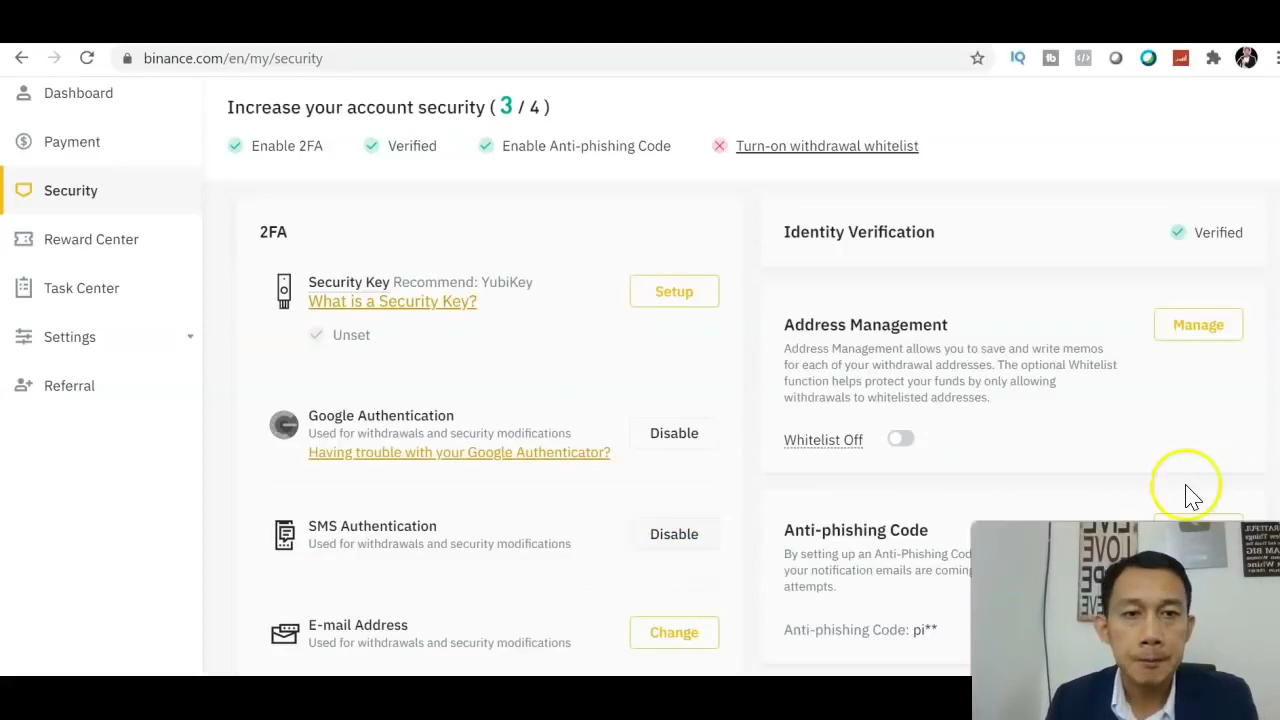 binance.com/en/my/security
Dashboard
Payment
Security
Reward Center
Task Center
Settings
Referral
Increase your account security ( 3 / 4 )
Enable 2FA
Verified
Enable Anti-phishing Code
Turn-on withdrawal whitelist
2FA
Security Key Recommend: YubiKey
What is a Security Key?
Setup
Unset
Google Authentication
Used for withdrawals and security modifications
Having trouble with your Google Authenticator?
Disable
SMS Authentication
Used for withdrawals and security modifications
Disable
E-mail Address
Used for withdrawals and security modifications
Change
Identity Verification
Verified
Address Management
Manage
Address Management allows you to save and write memos
for each of your withdrawal addresses. The optional Whitelist
function helps protect your funds by only allowing
withdrawals to whitelisted addresses.
Whitelist Off
Anti-phishing Code
By setting up an Anti-Phishing Cod
your notification emails are coming
attempts.
Anti-phishing Code: pi**
LIVE
LOVE